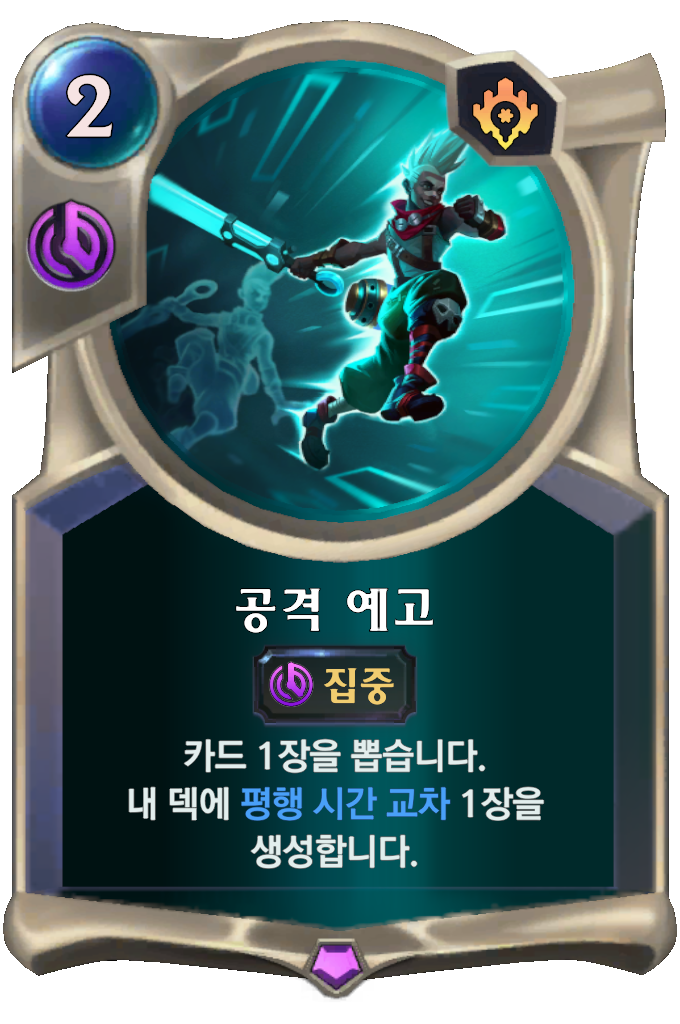 2
공격 예고
집중
카드 1장을 뽑습니다.
내 덱에 평행 시간 교차 1장을
생성합니다.